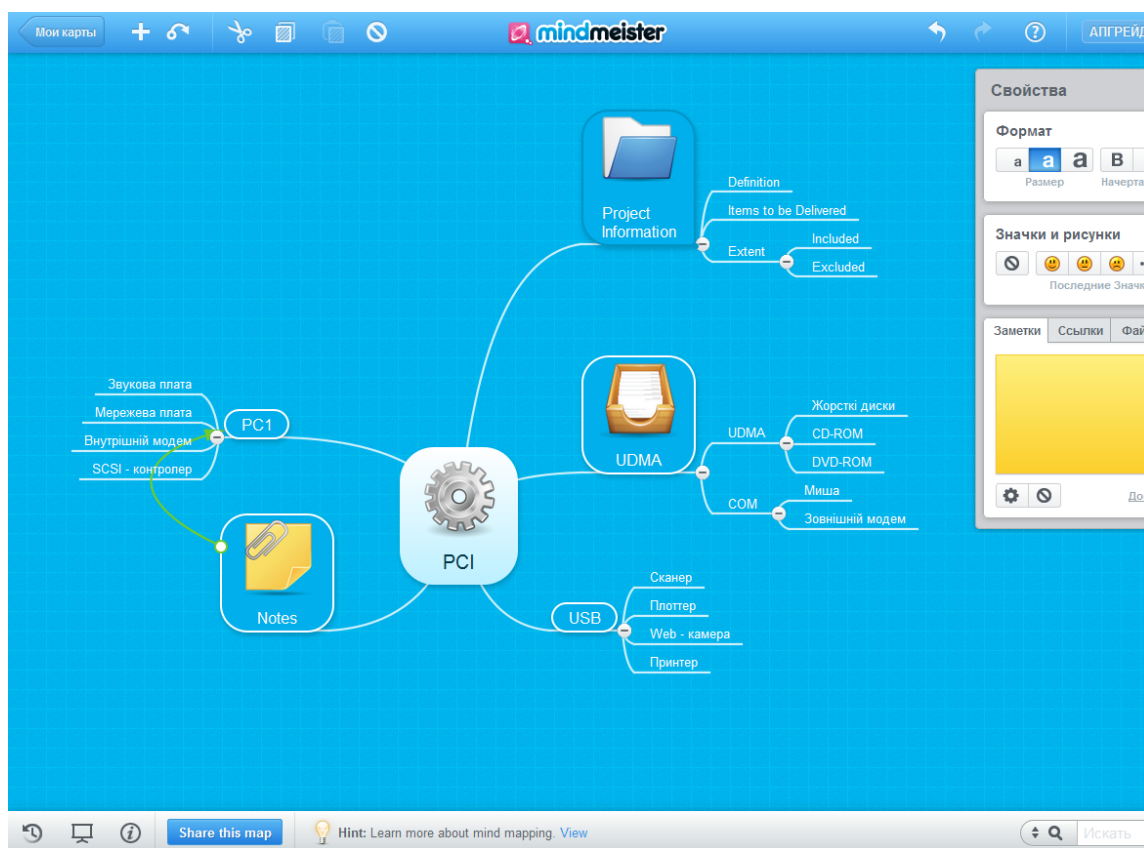 Мои карты
mindmeister
АПГРЕЙД
Свойства
Формат
a a a B
Размер
Начерта
Значки и рисунки
Последние Значк
Заметки Ссылки Фай
До
Project
Information
Definition
Items to be Delivered
Extent
Included
Excluded
Звукова плата
Мережева плата
Внутрішній модем
SCSI - контролер
PC1
UDMA
UDMA
Жорсткі диски
CD-ROM
DVD-ROM
COM
Миша
Зовнішній модем
PCI
Notes
USB
Сканер
Плоттер
Web - камера
Принтер
Share this map
Hint: Learn more about mind mapping. View
Искать